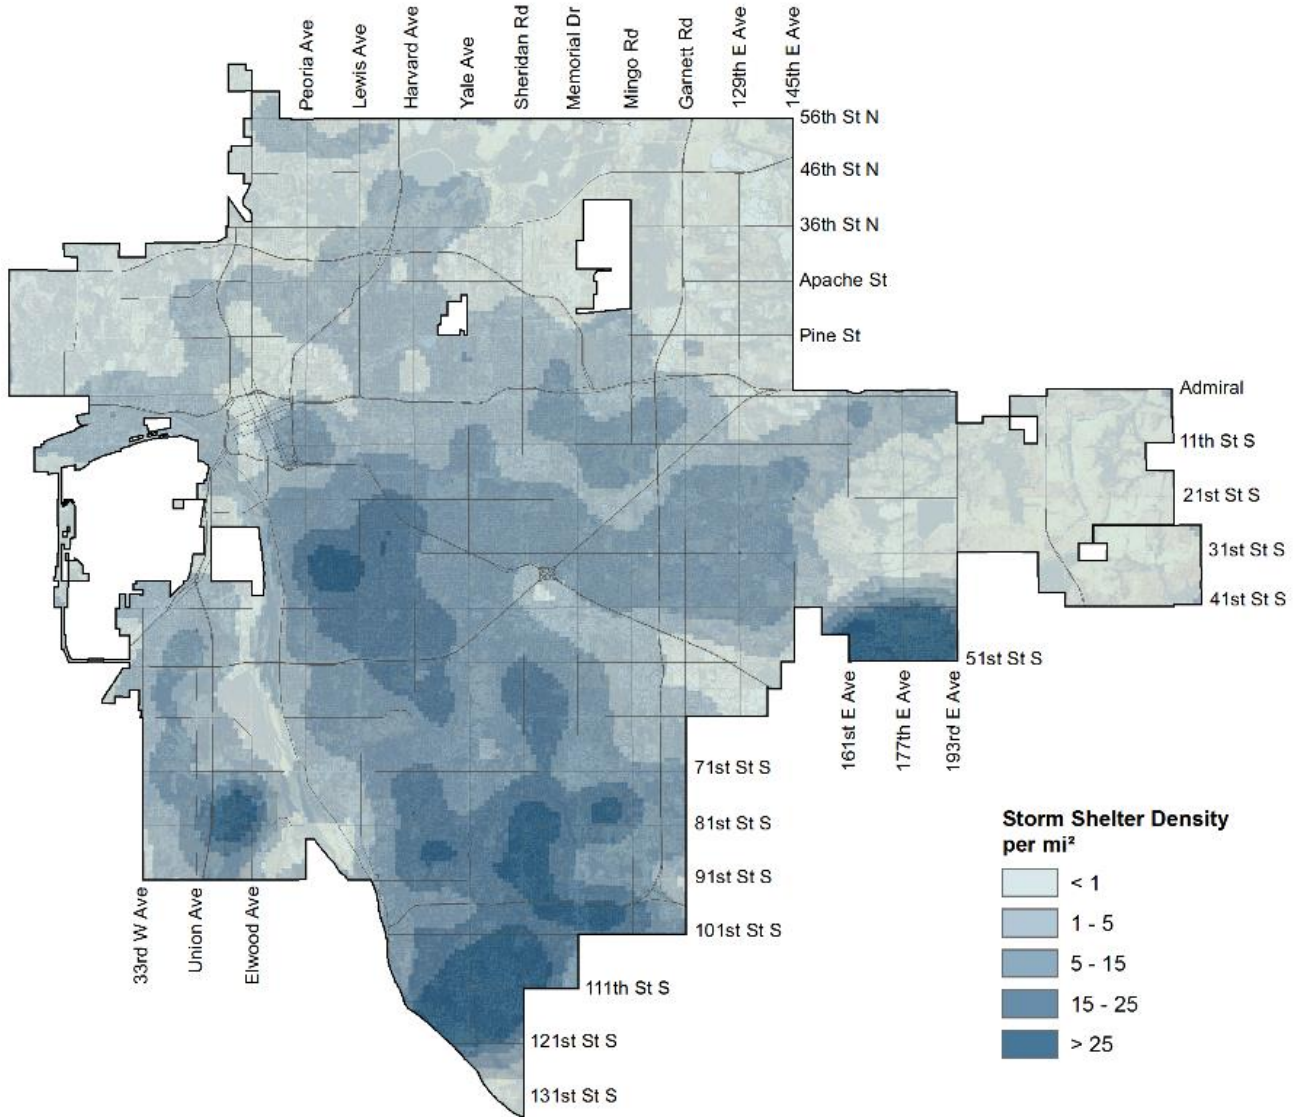 Peoria Ave
Lewis Ave
Harvard Ave
Yale Ave
Sheridan Rd
Memorial Dr
Mingo Rd
Garnett Rd
129th E Ave
145th E Ave
56th St N
46th St N
36th St N
Apache St
Pine St
Admiral
11th St S
21st St S
31st St S
41st St S
51st St S
161st E Ave
177th E Ave
193rd E Ave
71st St S
81st St S
91st St S
101st St S
33rd W Ave
Union Ave
Elwood Ave
111th St S
121st St S
131st St S
Storm Shelter Density
per mi²
< 1
1 - 5
5 - 15
15 - 25
> 25